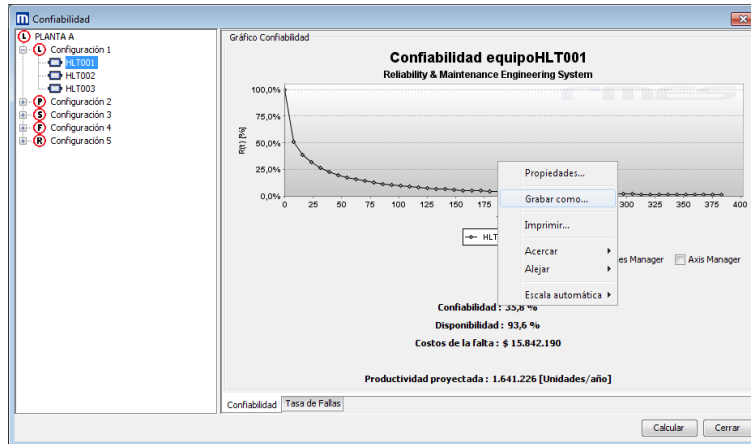 Confiabilidad
PLANTA A
Configuración 1
HLT001
HLT002
HLT003
Configuración 2
Configuración 3
Configuración 4
Configuración 5
Gráfico Confiabilidad
Confiabilidad equipoHLT001
Reliability & Maintenance Engineering System
rmes
R(t) [%]
100,0%
75,0%
50,0%
25,0%
0,0%
0 25 50 75 100 125 150 175 300 325 350 375 400
HLT
Propiedades...
Grabar como...
Imprimir...
Acercar
Alejar
Escala automática
es Manager
Axis Manager
Confiabilidad : 35,8 %
Disponibilidad : 93,6 %
Costos de la falta : $ 15.842.190
Productividad proyectada : 1.641.226 [Unidades/año]
Confiabilidad Tasa de Fallas
Calcular Cerrar